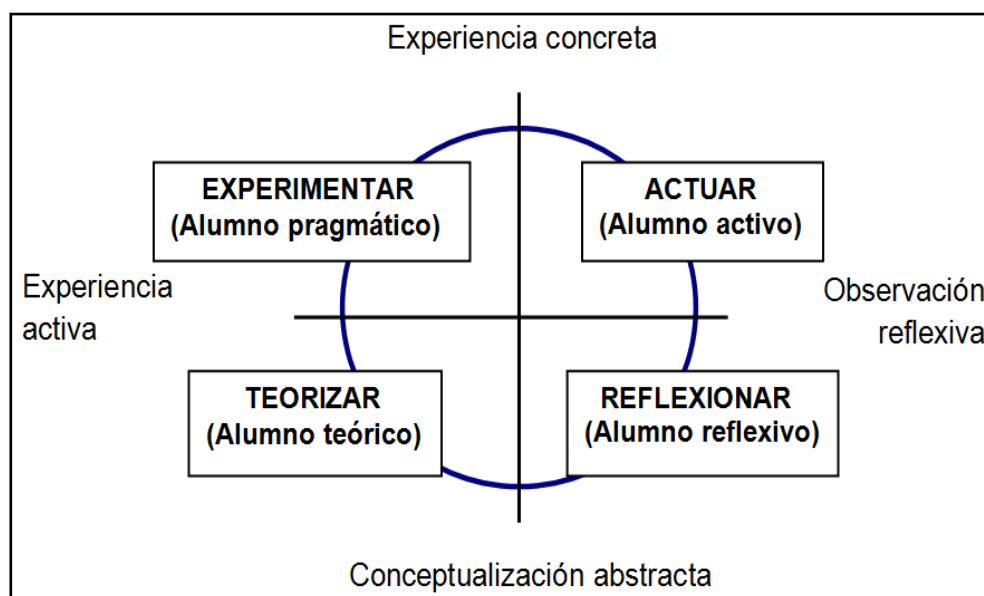 Experiencia concreta
EXPERIMENTAR
(Alumno pragmático)
ACTUAR
(Alumno activo)
Experiencia
activa
Observación
reflexiva
TEORIZAR
(Alumno teórico)
REFLEXIONAR
(Alumno reflexivo)
Conceptualización abstracta